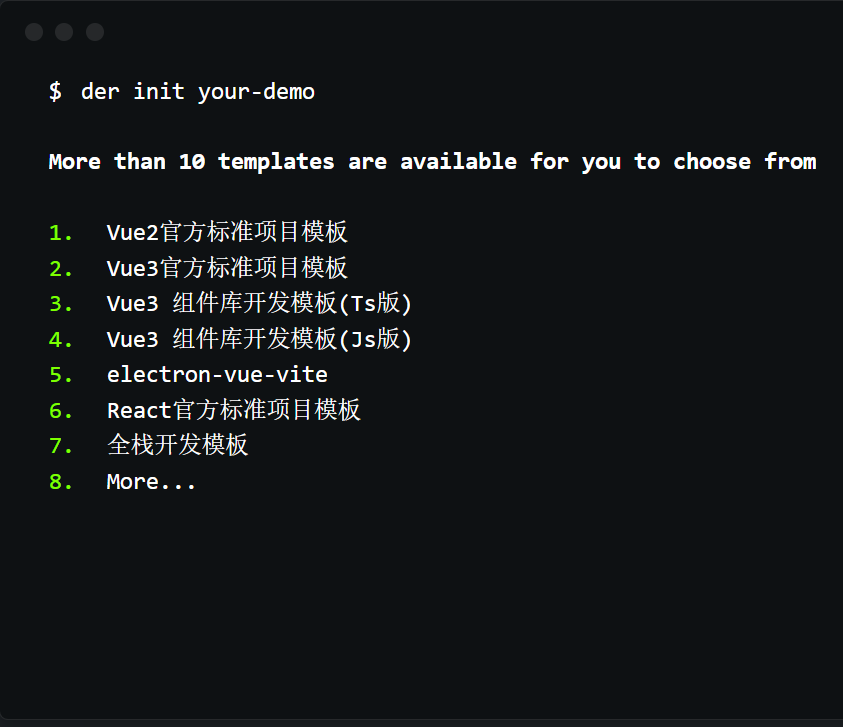 $ der init your-demo
More than 10 templates are available for you to choose from
1. Vue2官方标准项目模板
2. Vue3官方标准项目模板
3. Vue3 组件库开发模板(Ts版)
4. Vue3 组件库开发模板(Js版)
5. electron-vue-vite
6. React官方标准项目模板
7. 全栈开发模板
8. More...